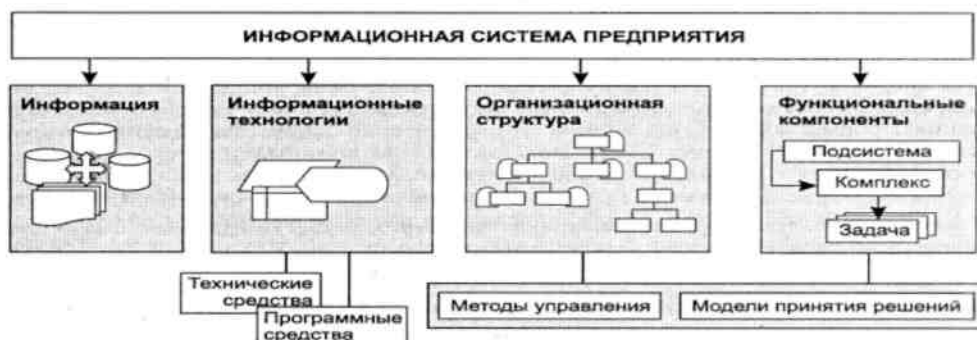 ИНФОРМАЦИОННАЯ СИСТЕМА ПРЕДПРИЯТИЯ
Информация
Информационные
технологии
Организационная
структура
Функциональные
компоненты
Подсистема
Комплекс
Задача
Технические
средства
Программные
средства
Методы управления
Модели принятия решений